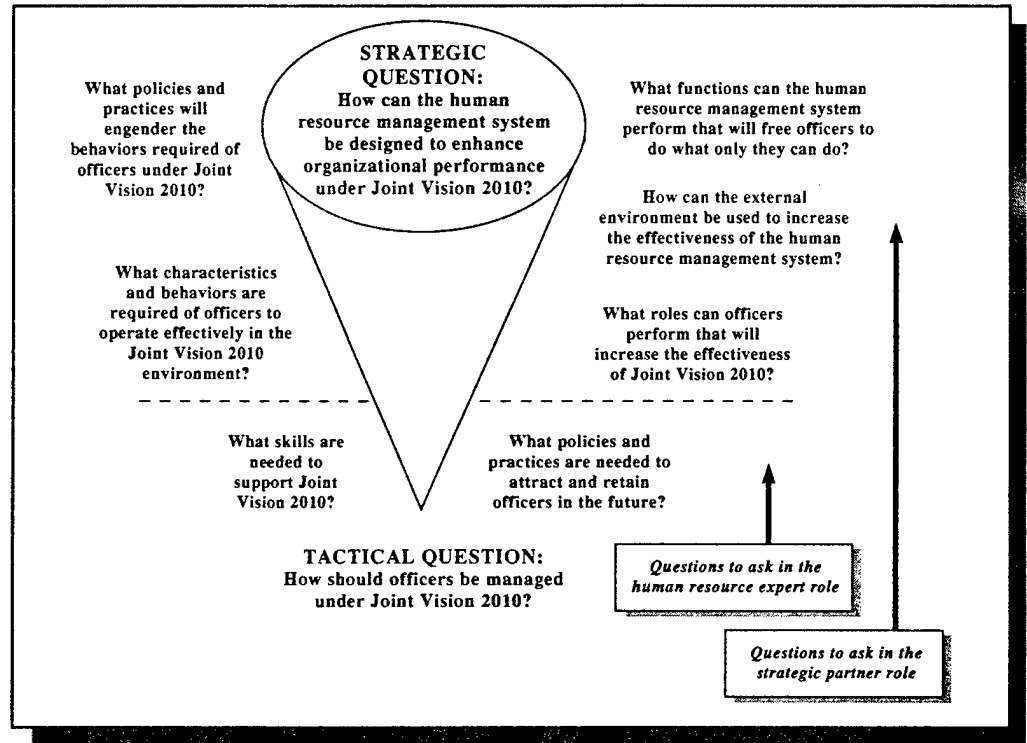 STRATEGIC
QUESTION:
How can the human
resource management system
be designed to enhance
organizational performance
under Joint Vision 2010?
What policies and
practices will
engender the
behaviors required of
officers under Joint
Vision 2010?
What functions can the human
resource management system
perform that will free officers to
do what only they can do?
How can the external
environment be used to increase
the effectiveness of the human
resource management system?
What characteristics
and behaviors are
required of officers to
operate effectively in the
Joint Vision 2010
environment?
What roles can officers
perform that will
increase the effectiveness
of Joint Vision 2010?
What skills are
needed to
support Joint
Vision 2010?
What policies and
practices are needed to
attract and retain
officers in the future?
TACTICAL QUESTION:
How should officers be managed
under Joint Vision 2010?
Questions to ask in the
human resource expert role
Questions to ask in the
strategic partner role